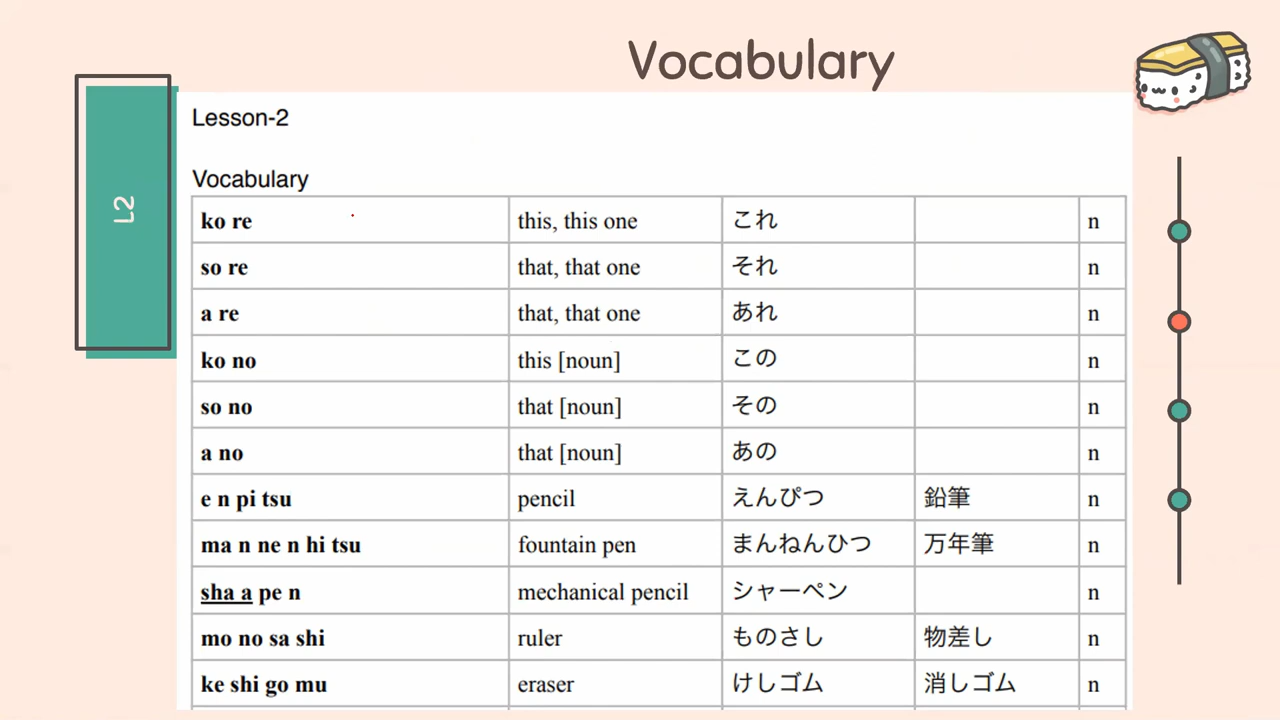 Vocabulary
L2
Lesson-2
Vocabulary
ko re this, this one これ n
so re that, that one それ n
a re that, that one あれ n
ko no this [noun] この n
so no that [noun] その n
a no that [noun] あの n
e n pi tsu pencil えんぴつ 鉛筆 n
ma n ne n hi tsu fountain pen まんねんひつ 万年筆 n
sha a pe n mechanical pencil シャーペン n
mo no sa shi ruler ものさし 物差し n
ke shi go mu eraser けしゴム 消しゴム n